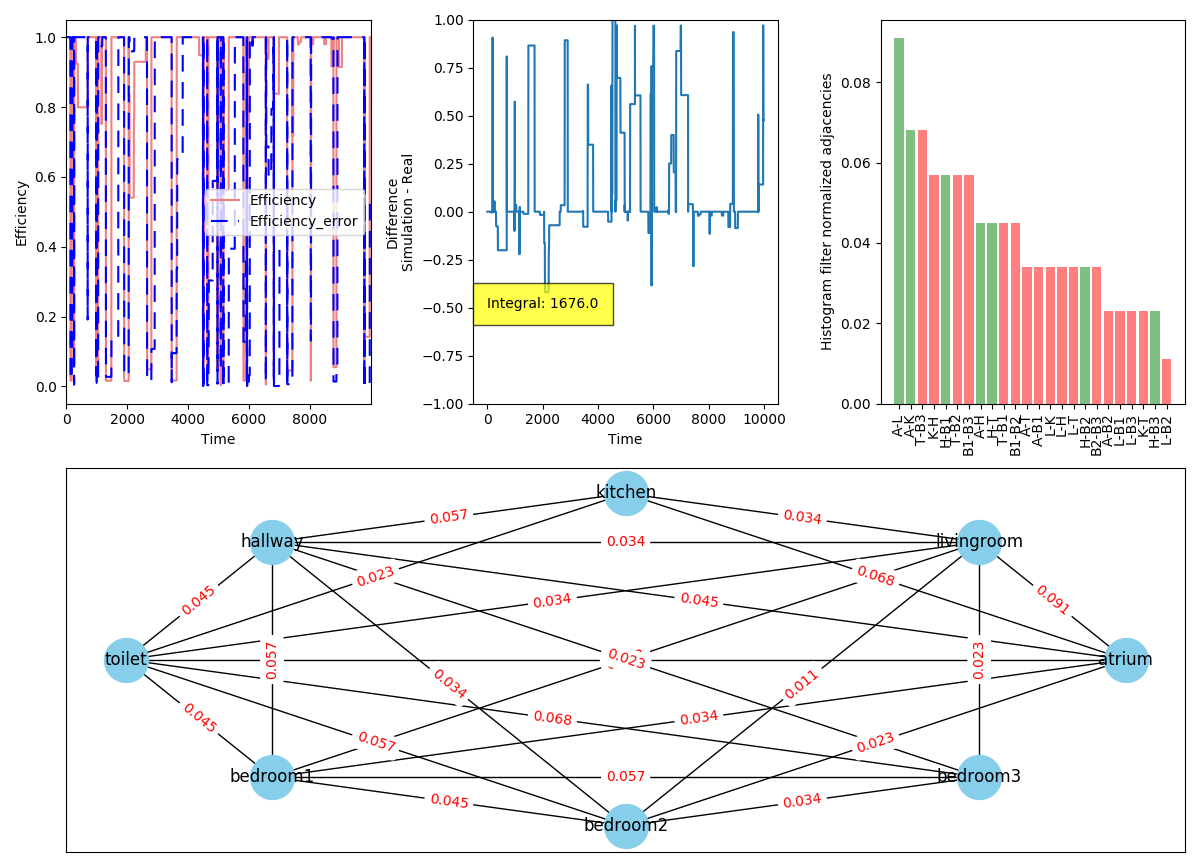 1.0
0.8
0.6
0.4
0.2
0.0
Efficiency
0
2000
4000
6000
8000
Time
Efficiency
Efficiency_error
1.00
0.75
0.50
0.25
0.00
−0.25
−0.50
−0.75
−1.00
Difference
Simulation - Real
Integral: 1676.0
0
2000
4000
6000
8000
10000
Time
0.08
0.06
0.04
0.02
0.00
Histogram filter normalized adjacencies
A-L
A-K
T-B3
K-H
H-B1
T-B2
B1-B3
A-H
H-T
T-B1
B1-B2
A-T
A-B1
L-K
L-H
L-T
H-B2
B2-B3
A-B2
L-B1
L-B3
K-T
H-B3
L-B2
kitchen
0.057
0.034
hallway
0.034
livingroom
0.023
0.068
0.045
0.034
0.045
0.091
toilet
0.057
0.023
0.023
atrium
0.034
0.011
0.045
0.068
0.034
0.057
0.023
bedroom1
0.057
bedroom3
0.045
0.034
bedroom2